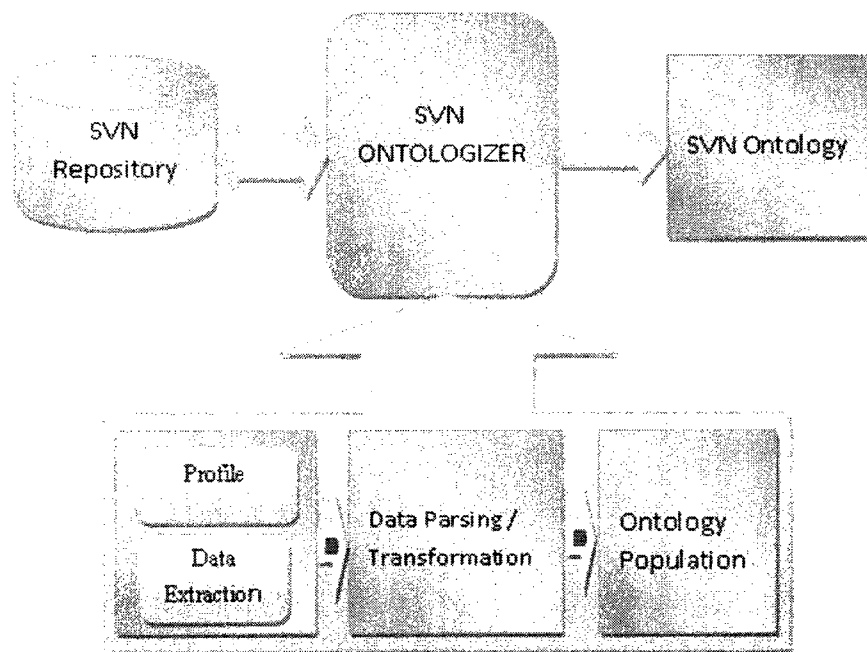 SVN
Repository
SVN
ONTOLOGIZER
SVN Ontology
Profile
Data
Extraction
Data Parsing /
Transformation
Ontology
Population